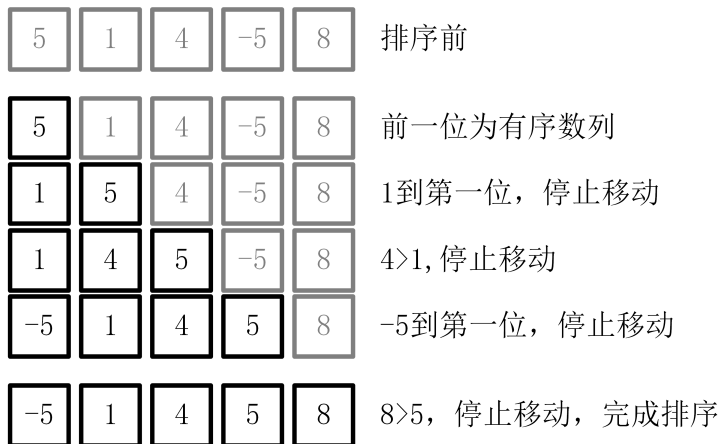 5 1 4 -5 8 排序前
5 1 4 -5 8 前一位为有序数列
1 5 4 -5 8 1到第一位，停止移动
1 4 5 -5 8 4>1,停止移动
-5 1 4 5 8 -5到第一位，停止移动
-5 1 4 5 8 8>5，停止移动，完成排序